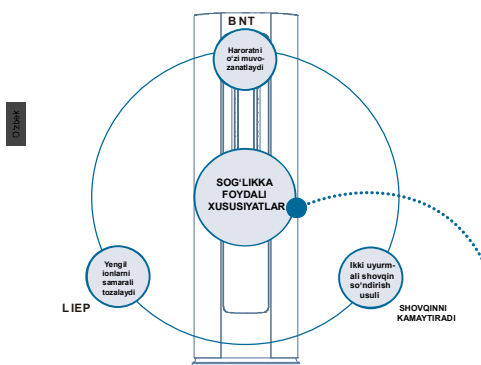 BNT
Haroratni
o‘zi muvo-
zanatlaydi
O‘zbek
SOG‘LIKKA
FOYDALI
XUSUSIYATLAR
Yengil
ionlarni
samarali
tozalaydi
LIEP
Ikki uyurm-
ali shovqin
so‘ndirish
usuli
SHOVQINNI
KAMAYTIRADI